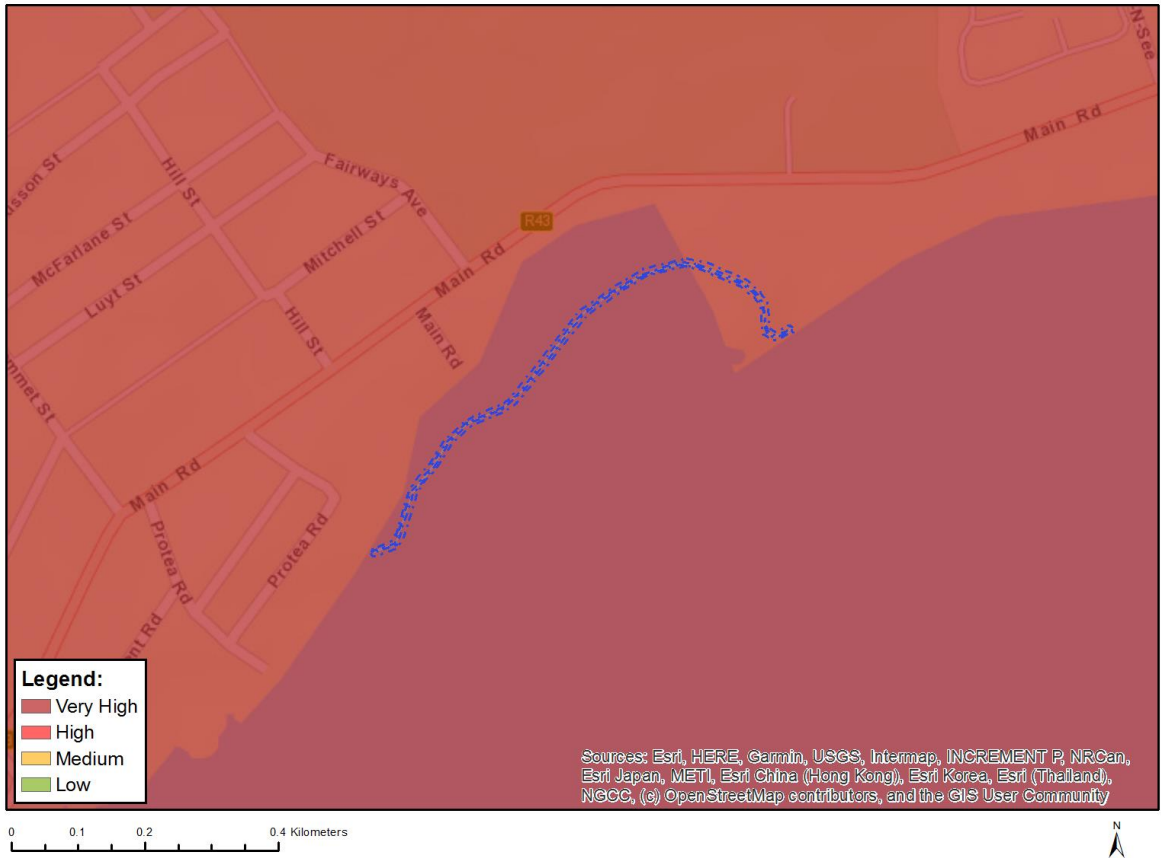 N-See
Main Rd
Fairways Ave
Hill St
McFarlane St
Mitchell St
R43
Main Rd
Luyt St
Hill St
Main Rd
Main Rd
Protea Rd
Protea Rd
Legend:
Very High
High
Medium
Low
Sources: Esri, HERE, Garmin, USGS, Intermap, INCREMENT P, NRCan,
Esri Japan, METI, Esri China (Hong Kong), Esri Korea, Esri (Thailand),
NGCC, (c) OpenStreetMap contributors, and the GIS User Community
0 0.1 0.2 0.4 Kilometers
N